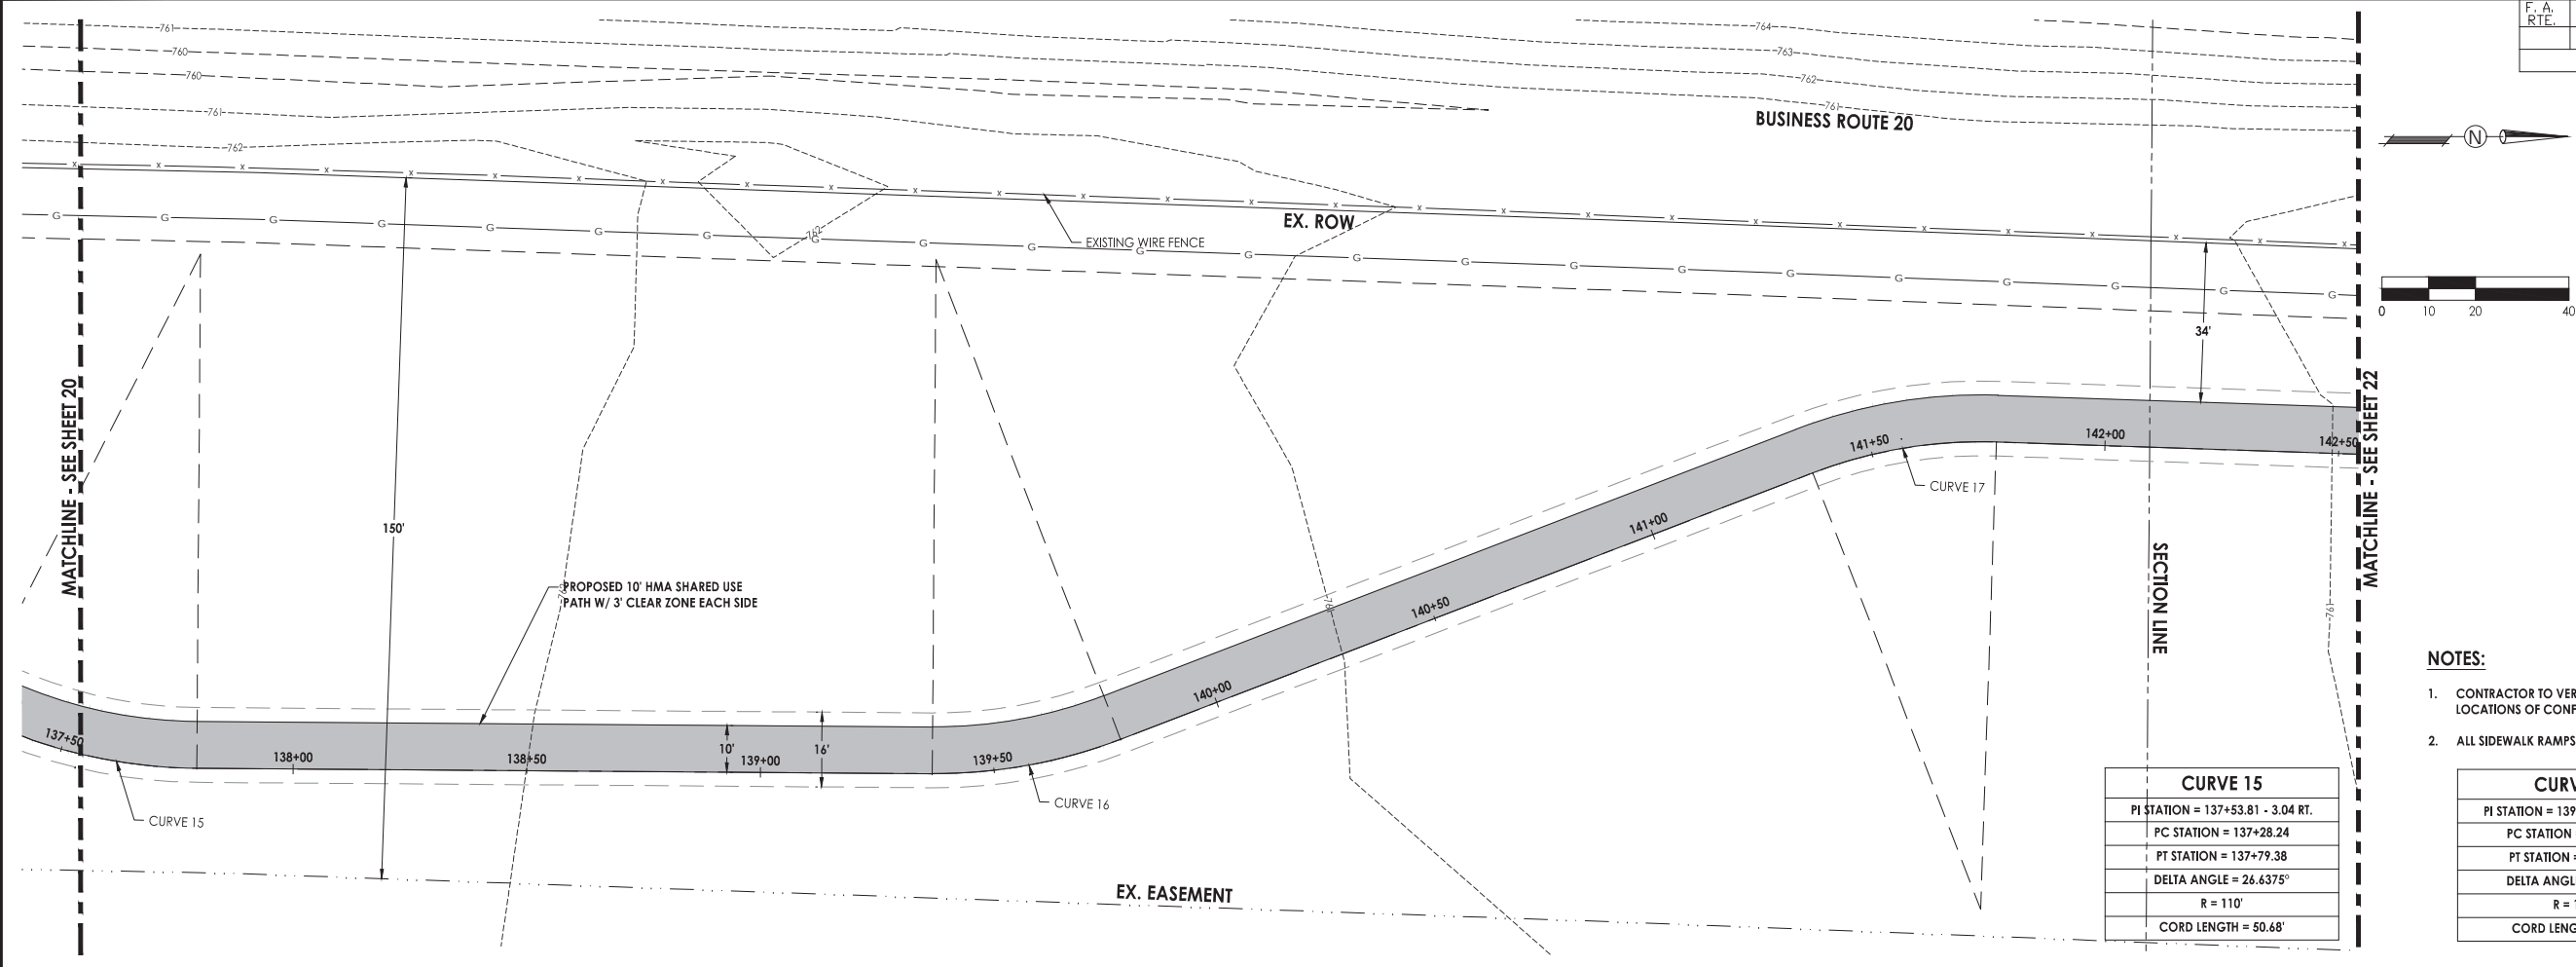 F. A.
RTE.
761
760
760
761
762
764
763
762
761
BUSINESS ROUTE 20
N
EX. ROW
EXISTING WIRE FENCE
G G G G G G G G G G G G G G G G G G G G G G
762
0 10 20 40
34'
MATCHLINE - SEE SHEET 20
MATCHLINE - SEE SHEET 22
150'
PROPOSED 10' HMA SHARED USE
PATH W/ 3' CLEAR ZONE EACH SIDE
SECTION LINE
761
137+50
138+00
138+50
10'
139+00
16'
139+50
140+00
140+50
141+00
141+50
142+00
142+50
CURVE 15
CURVE 16
CURVE 17
EX. EASEMENT
NOTES:
1. CONTRACTOR TO VER
LOCATIONS OF CONF
2. ALL SIDEWALK RAMPS
CURVE 15
PI STATION = 137+53.81 - 3.04 RT.
PC STATION = 137+28.24
PT STATION = 137+79.38
DELTA ANGLE = 26.6375°
R = 110'
CORD LENGTH = 50.68'
CURV
PI STATION = 139
PC STATION
PT STATION =
DELTA ANGL
R = 1
CORD LENG